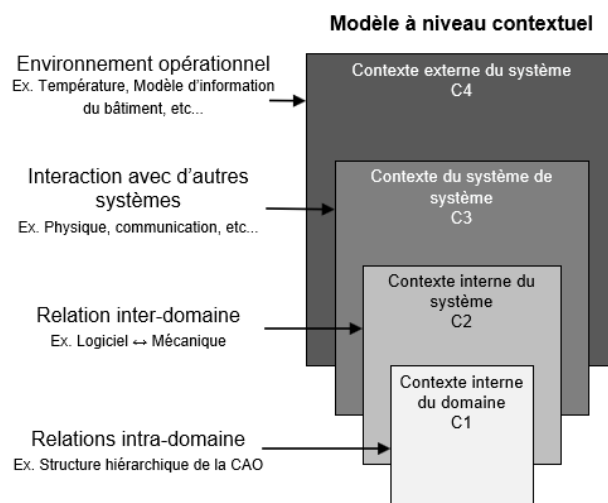 Modèle à niveau contextuel
Environnement opérationnel
Ex. Température, Modèle d'information
du bâtiment, etc...
Contexte externe du système
C4
Interaction avec d'autres
systèmes
Ex. Physique, communication, etc...
Contexte du système de
système
C3
Relation inter-domaine
Ex. Logiciel ↔ Mécanique
Contexte interne du
système
C2
Relations intra-domaine
Ex. Structure hiérarchique de la CAO
Contexte interne
du domaine
C1